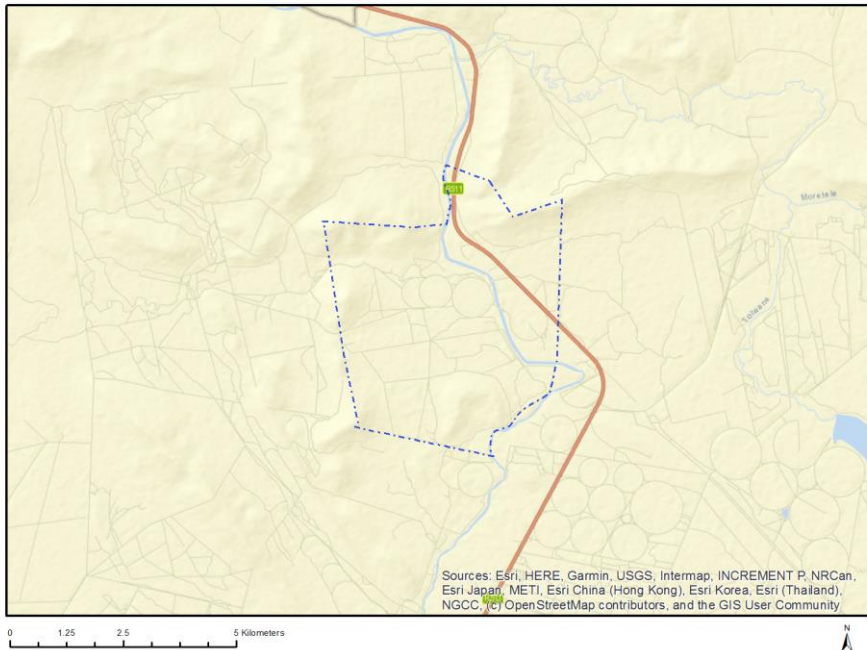 R511
Moretele
Tolwane
Sources: Esri, HERE, Garmin, USGS, Intermap, INCREMENT P, NRCan,
Esri Japan, METI, Esri China (Hong Kong), Esri Korea, Esri (Thailand),
NGCC, (c) OpenStreetMap contributors, and the GIS User Community
0 1.25 2.5 5 Kilometers
N